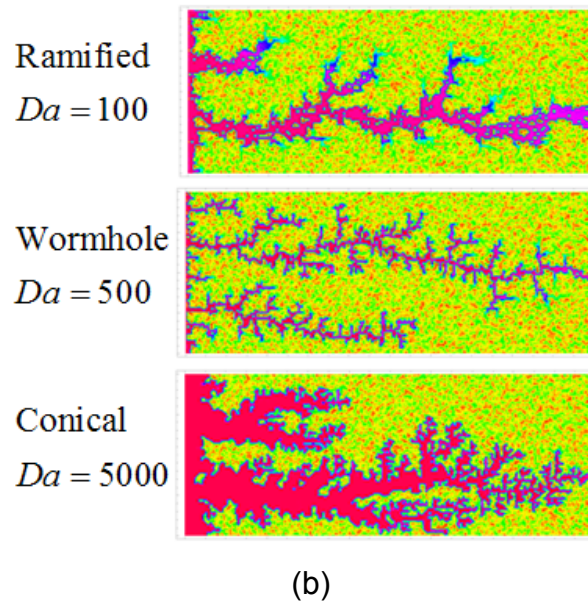 Ramified
Da = 100
Wormhole
Da = 500
Conical
Da = 5000
(b)